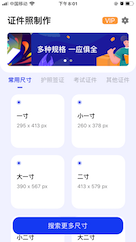 中国移动 下午8:01
证件照制作 VIP
多种规格 一应俱全
常用尺寸 护照签证 考试证件 其他证件
一寸
295 x 413 px
小一寸
260 x 378 px
大一寸
390 x 567 px
二寸
413 x 579 px
搜索更多尺寸
小二寸 大二寸